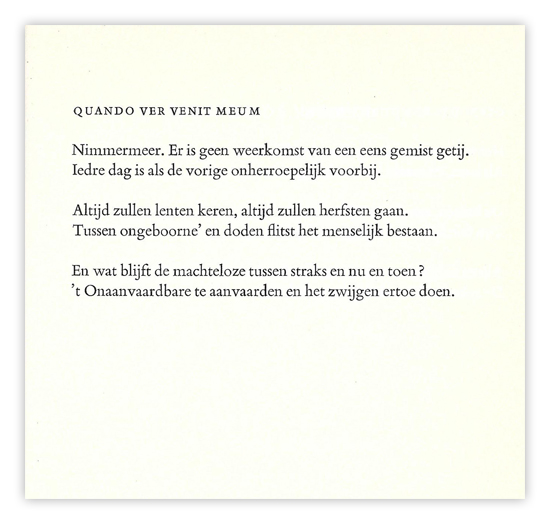 QUANDO VER VENIT MEUM
Nimmermeer. Er is geen weerkomst van een eens gemist getij.
Iedre dag is als de vorige onherroepelijk voorbij.
Altijd zullen lenten keren, altijd zullen herfsten gaan.
Tussen ongeboorne’ en doden flitst het menselijk bestaan.
En wat blijft de machteloze tussen straks en nu en toen?
’t Onaanvaardbare te aanvaarden en het zwijgen ertoe doen.